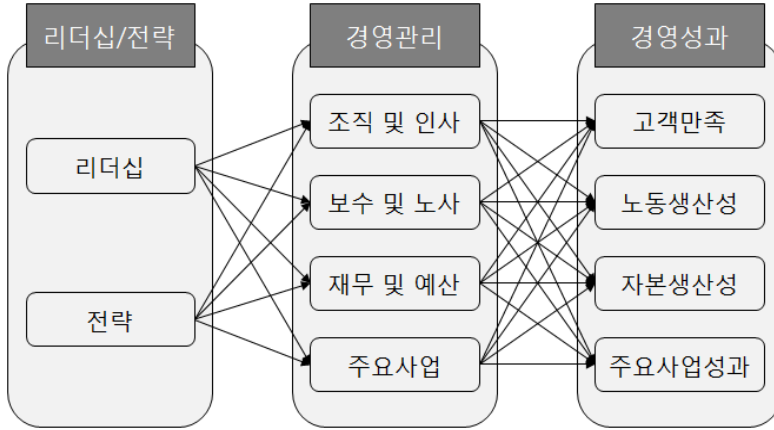 리더십/전략
경영관리
경영성과
리더십
전략
조직 및 인사
보수 및 노사
재무 및 예산
주요사업
고객만족
노동생산성
자본생산성
주요사업성과